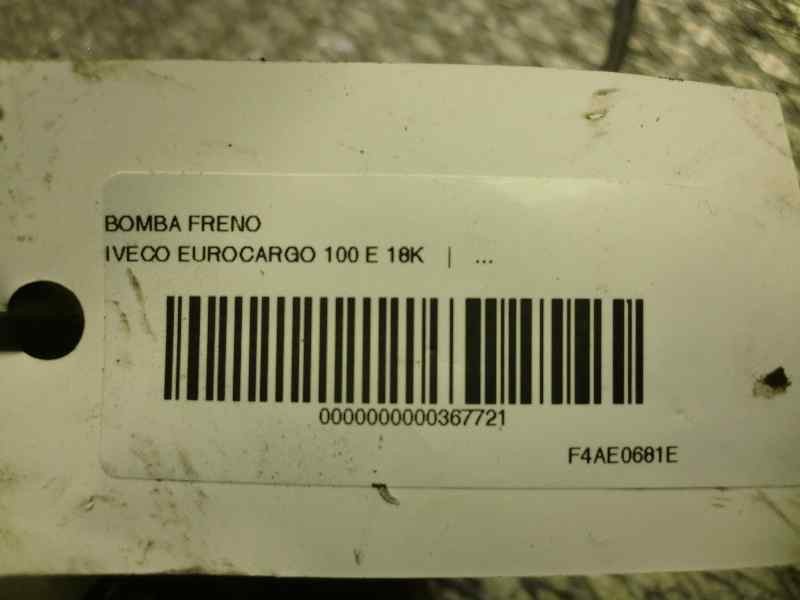 BOMBA FRENO
IVECO EUROCARGO 100 E 18K | ...
0000000000367721
F4AE0681E